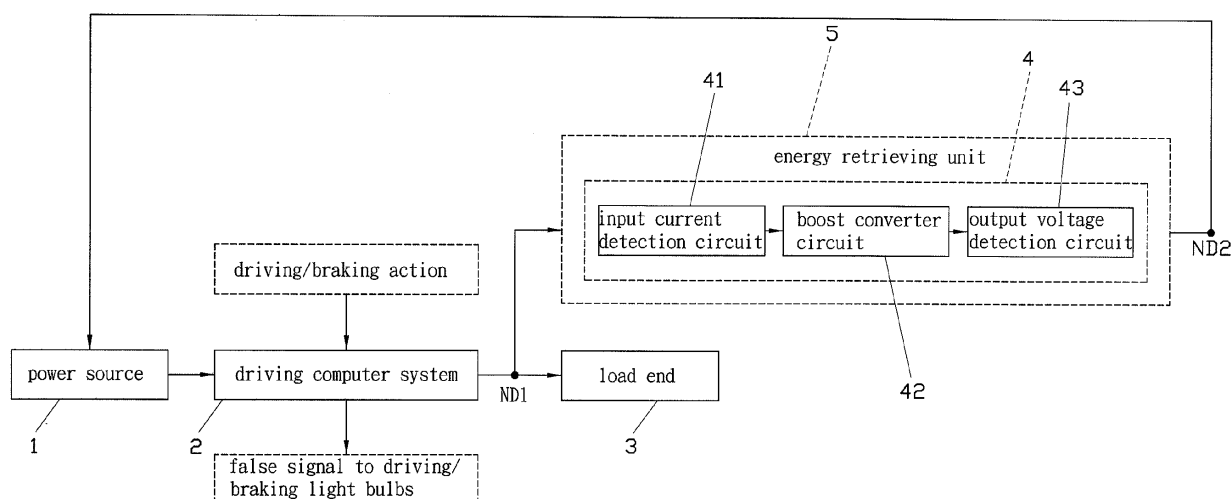 5
4
41
43
energy retrieving unit
input current
detection circuit
boost converter
circuit
output voltage
detection circuit
ND2
driving/braking action
power source
driving computer system
ND1
load end
42
1
2
3
false signal to driving/
braking light bulbs